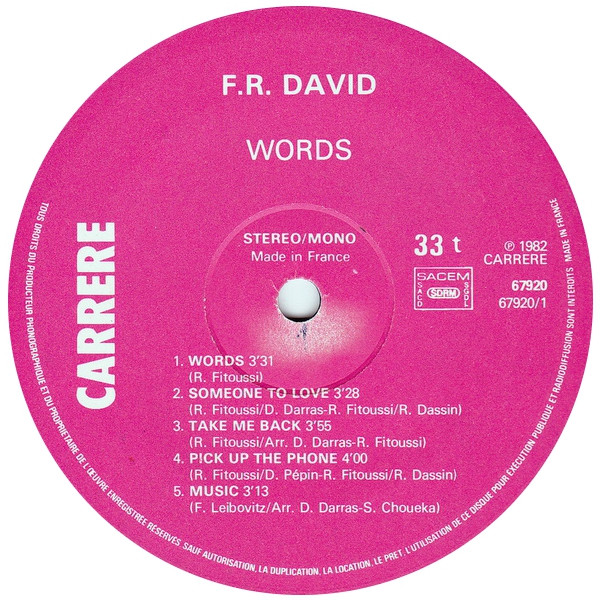 F.R. DAVID
WORDS
CARRERE
STEREO/MONO
Made in France
33 t
℗ 1982
CARRERE
SACEM
SACD
SDRM
SGDL
67920
67920/1
1. WORDS 3'31
(R. Fitoussi)
2. SOMEONE TO LOVE 3'28
(R. Fitoussi/D. Darras-R. Fitoussi/R. Dassin)
3. TAKE ME BACK 3'55
(R. Fitoussi/Arr. D. Darras-R. Fitoussi)
4. P!CK UP THE PHONE 4'00
(R. Fitoussi/D. Pépin-R. Fitoussi/R. Dassin)
5. MUSIC 3'13
(F. Leibovitz/Arr. D. Darras-S. Choueka)
TOUS DROITS DU PRODUCTEUR PHONOGRAPHIQUE ET DU PROPRIETAIRE DE L'ŒUVRE ENREGISTREE RESERVES. SAUF AUTORISATION, LA DUPLICATION, LA LOCATION, LE PRET, L'UTILISATION DE CE DISQUE POUR EXECUTION PUBLIQUE ET RADIODIFFUSION SONT INTERDITS MADE IN FRANCE